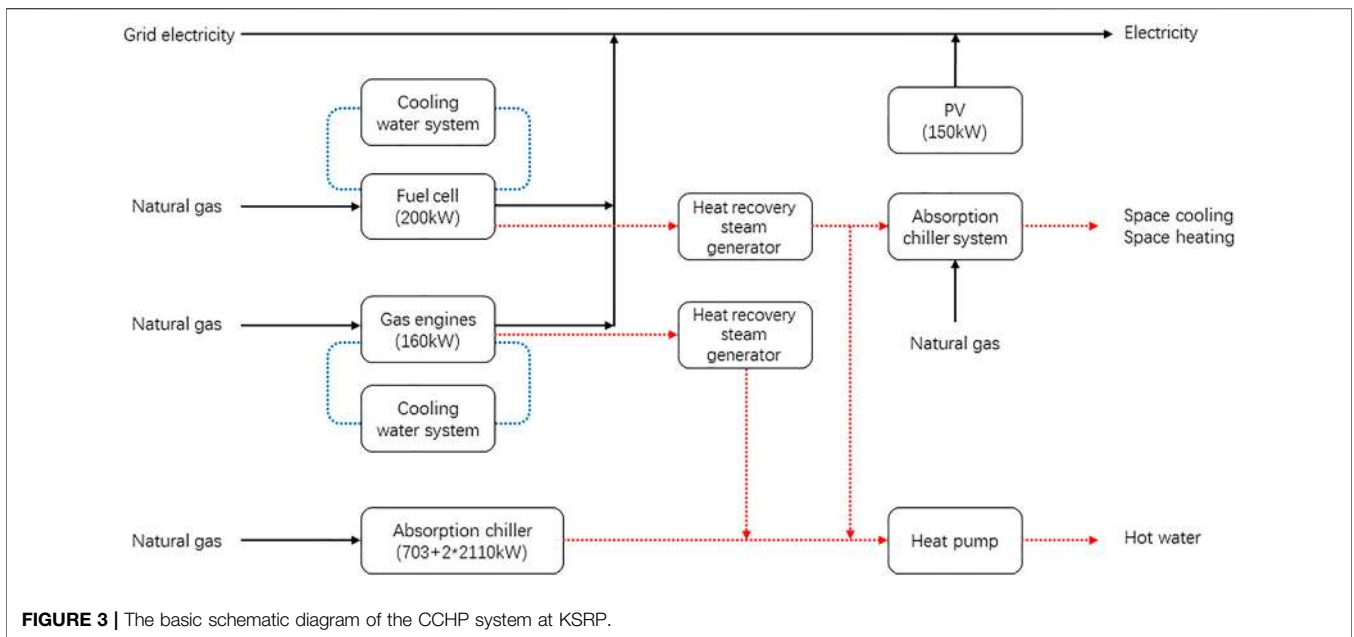 Grid electricity
Electricity
Cooling
water system
PV
(150kW)
Natural gas
Fuel cell
(200kW)
Heat recovery
steam
generator
Absorption
chiller system
Space cooling
Space heating
Natural gas
Gas engines
(160kW)
Heat recovery
steam
generator
Natural gas
Cooling
water system
Natural gas
Absorption chiller
(703+2*2110kW)
Heat pump
Hot water
FIGURE 3 | The basic schematic diagram of the CCHP system at KSRP.